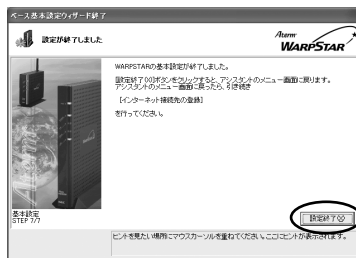 ベース基本設定ウィザード終了
設定が終了しました
Aterm
WARPSTAR
WARPSTARの基本設定が終了しました。
[設定終了(X)]ボタンをクリックすると、アシスタントのメニュー画面に戻ります。
アシスタントのメニュー画面に戻ったら、引き続き
[インターネット接続先の登録]
を行ってください。
基本設定
STEP 7/7
設定終了(X)
ヒントを見たい場所にマウスカーソルを重ねてください。ここにヒントが表示されます。